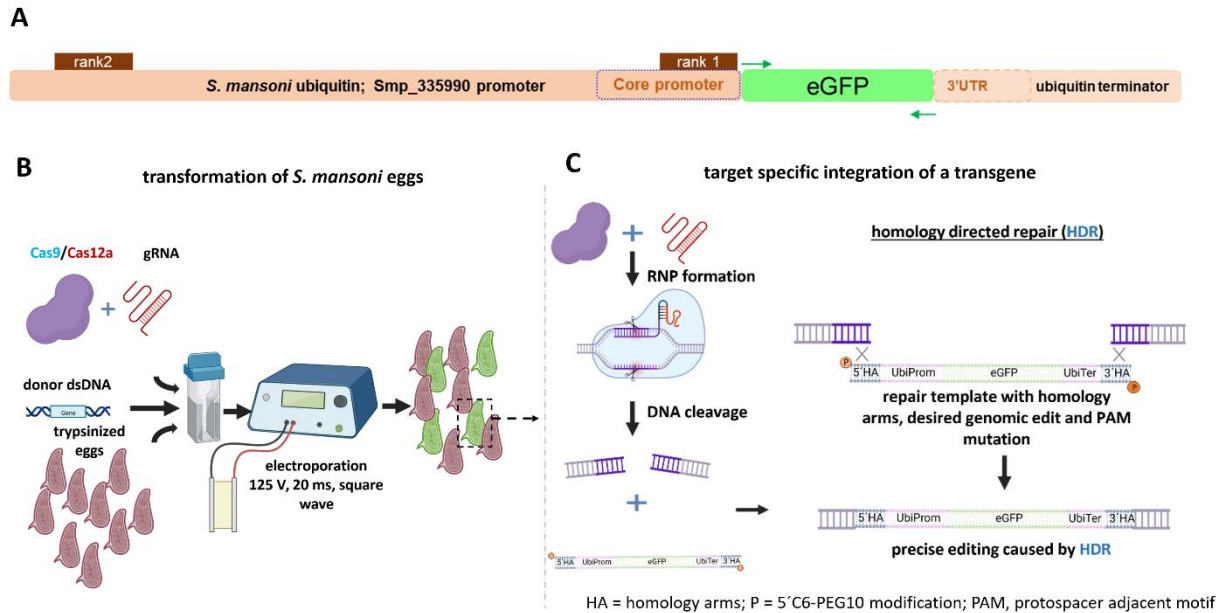 A
rank2
rank 1
S. mansoni ubiquitin; Smp_335990 promoter
Core promoter
eGFP
3'UTR
ubiquitin terminator
B
transformation of S. mansoni eggs
Cas9/Cas12a
gRNA
+
donor dsDNA
Gene
trypsinized
eggs
electroporation
125 V, 20 ms, square
wave
C
target specific integration of a transgene
+
RNP formation
DNA cleavage
+
5´HA UbiProm eGFP UbiTer 3´HA
homology directed repair (HDR)
P
5´HA UbiProm eGFP UbiTer 3´HA
P
repair template with homology
arms, desired genomic edit and PAM
mutation
5´HA UbiProm eGFP UbiTer 3´HA
precise editing caused by HDR
HA = homology arms; P = 5´C6-PEG10 modification; PAM, protospacer adjacent motif